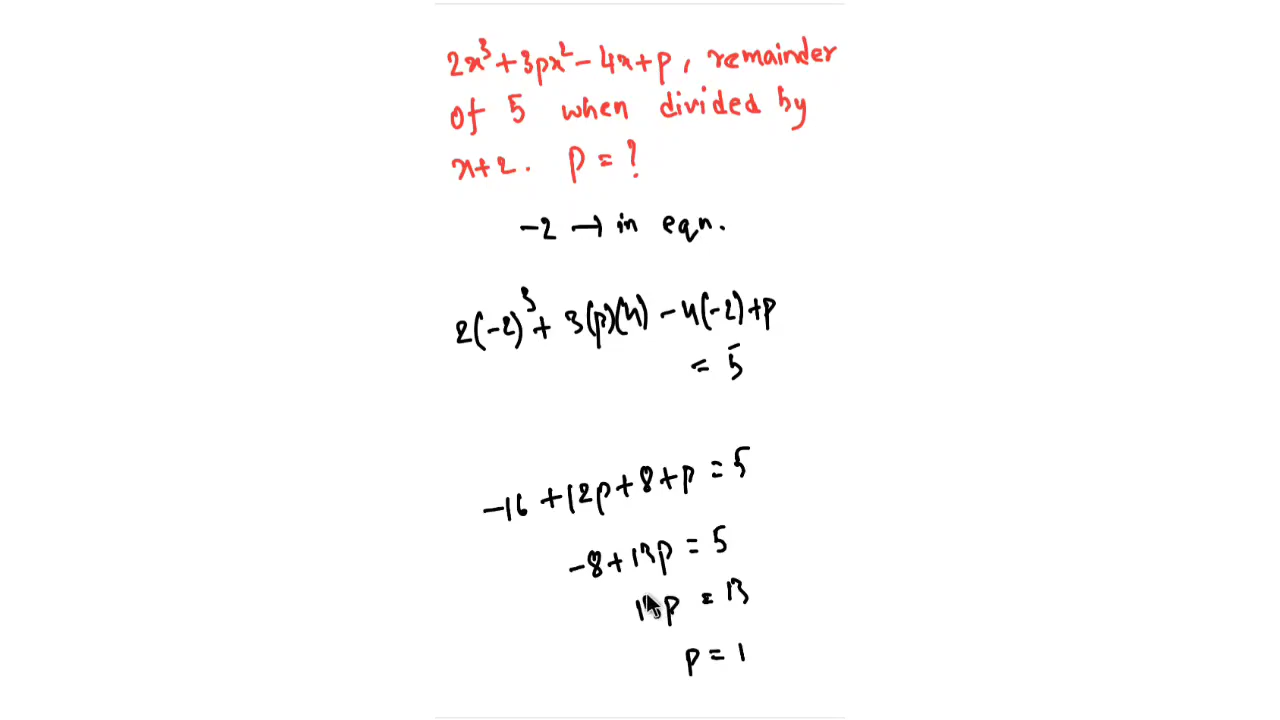 2x³+3px²-4x+p, remainder
of 5 when divided by
x+2. p=?
-2 → in eqn.
2(-2)³+3(p)(4)-4(-2)+p
= 5
-16+12p+8+p=5
-8+13p=5
13p=13
p=1